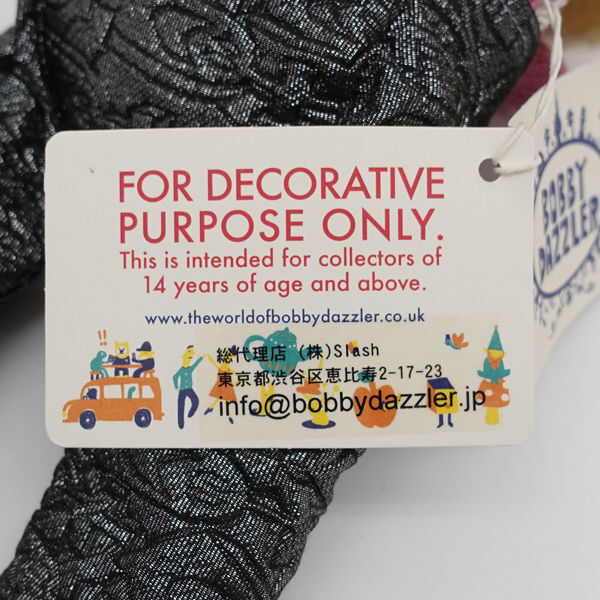 FOR DECORATIVE
PURPOSE ONLY.
This is intended for collectors of
14 years of age and above.
www.theworldofbobbydazzler.co.uk
!!
総代理店 (株)Slash
東京都渋谷区恵比寿2-17-23
info@bobbydazzler.jp
BOBBY
DAZZLER